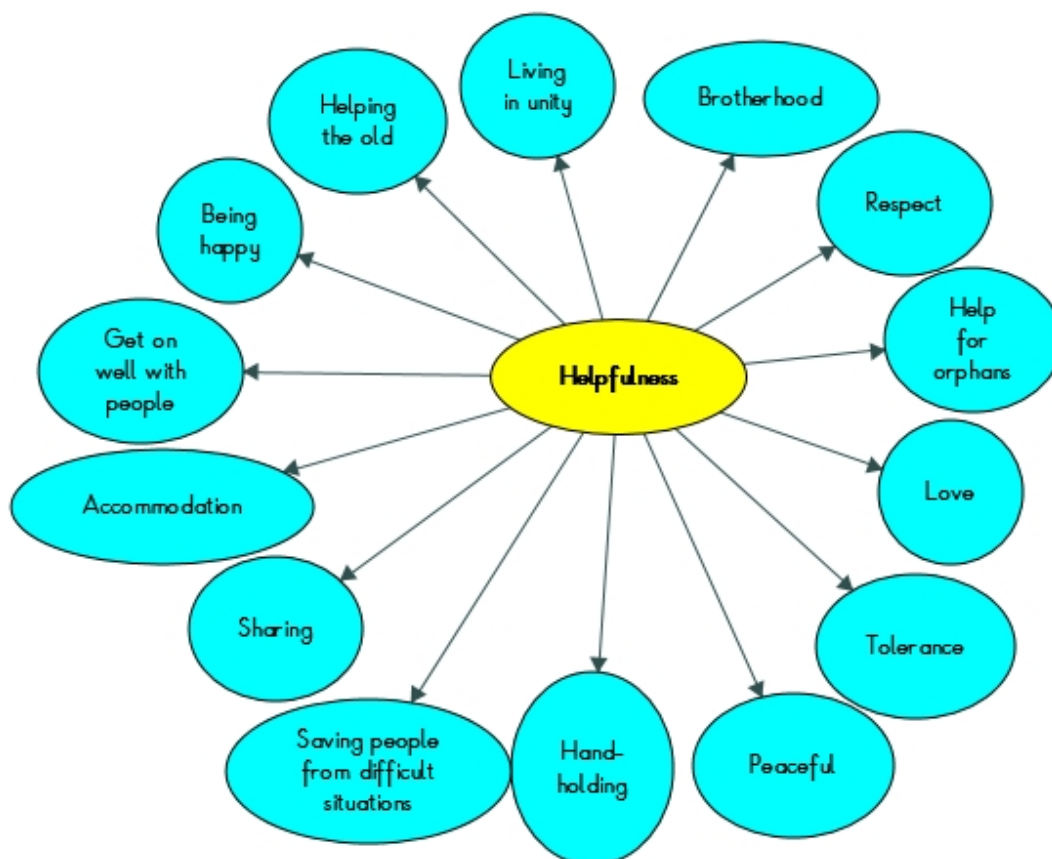 Living
in unity
Brotherhood
Helping
the old
Respect
Being
happy
Help
for
orphans
Get on
well with
people
Helpfulness
Love
Accommodation
Sharing
Tolerance
Saving people
from difficult
situations
Hand-
holding
Peaceful